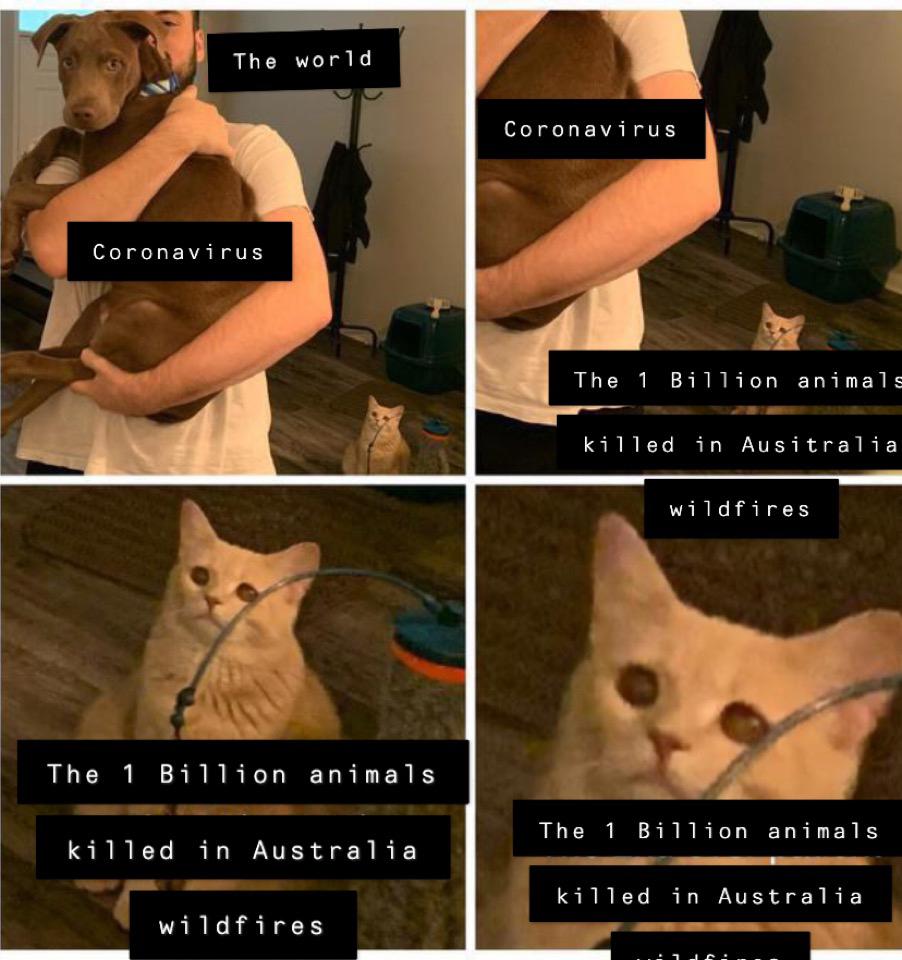 The world
Coronavirus
Coronavirus
The 1 Billion animals
killed in Ausitralia
wildfires
The 1 Billion animals
killed in Australia
wildfires
The 1 Billion animals
killed in Australia
wildfires